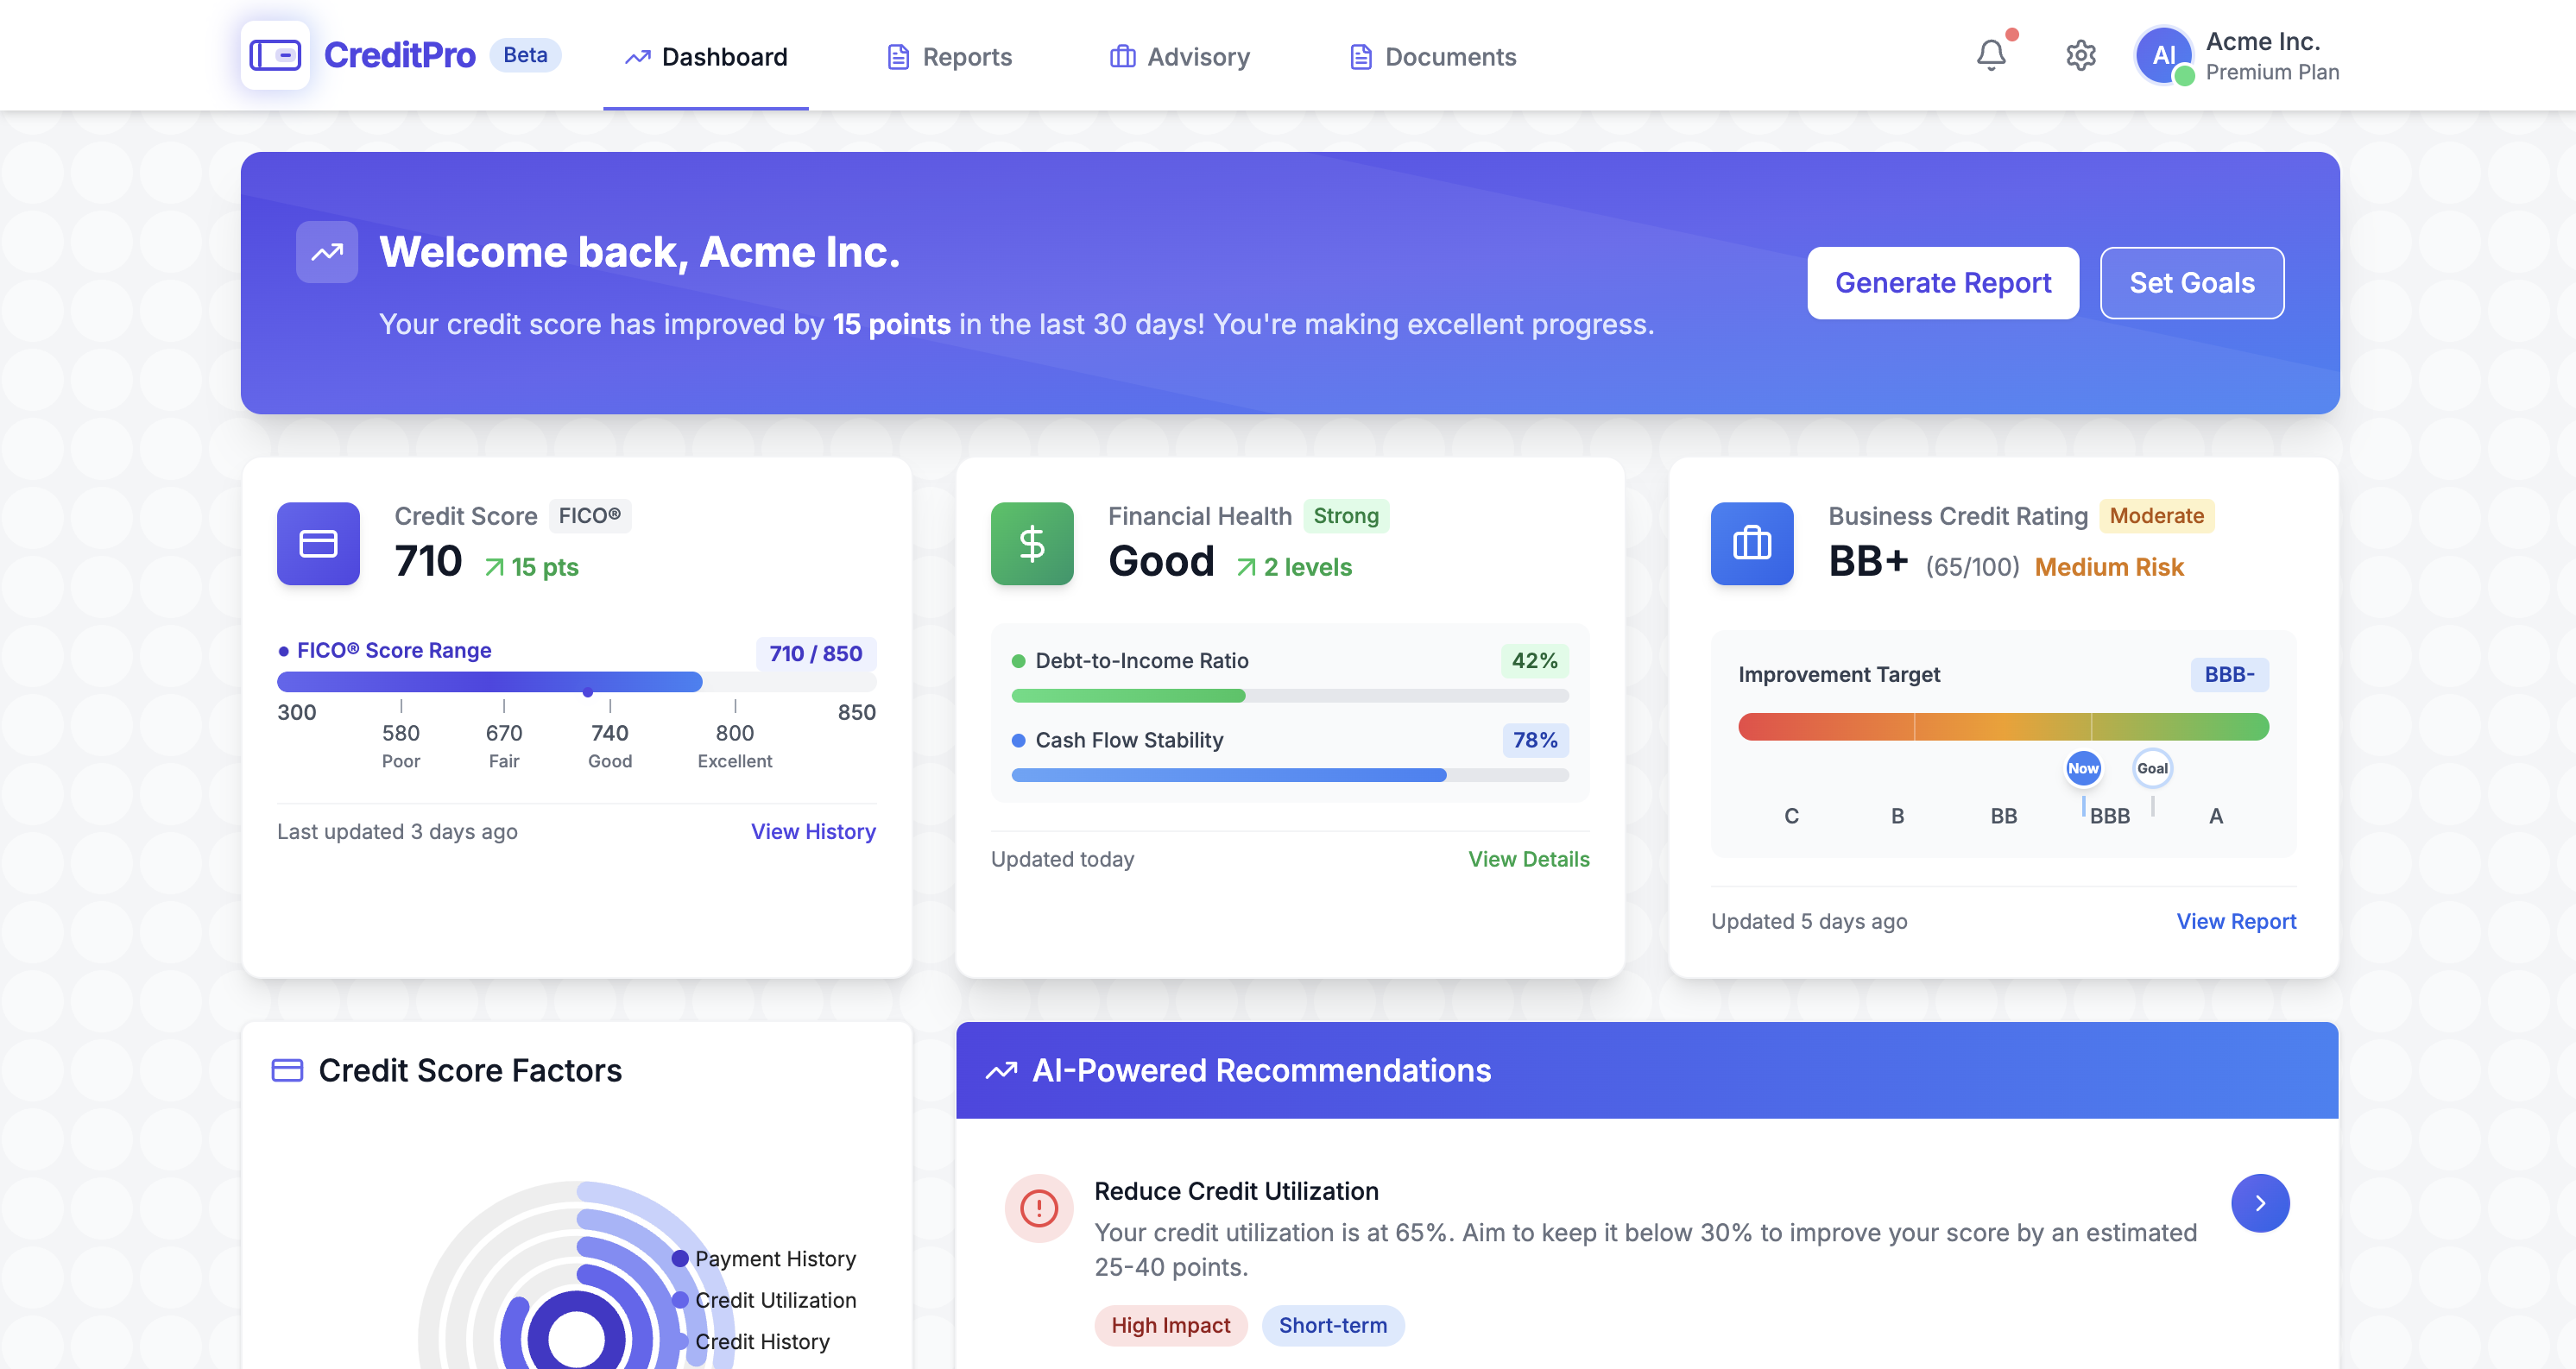 CreditPro Beta Dashboard Reports Advisory Documents AI Acme Inc.
Premium Plan
Welcome back, Acme Inc.
Your credit score has improved by 15 points in the last 30 days! You're making excellent progress.
Generate Report Set Goals
Credit Score FICO®
710 15 pts
FICO® Score Range 710 / 850
300 850
580 670 740 800
Poor Fair Good Excellent
Last updated 3 days ago View History
Financial Health Strong
Good 2 levels
Debt-to-Income Ratio 42%
Cash Flow Stability 78%
Updated today View Details
Business Credit Rating Moderate
BB+ (65/100) Medium Risk
Improvement Target BBB-
Now Goal
C B BB BBB A
Updated 5 days ago View Report
Credit Score Factors
Payment History
Credit Utilization
Credit History
AI-Powered Recommendations
Reduce Credit Utilization
Your credit utilization is at 65%. Aim to keep it below 30% to improve your score by an estimated
25-40 points.
High Impact Short-term